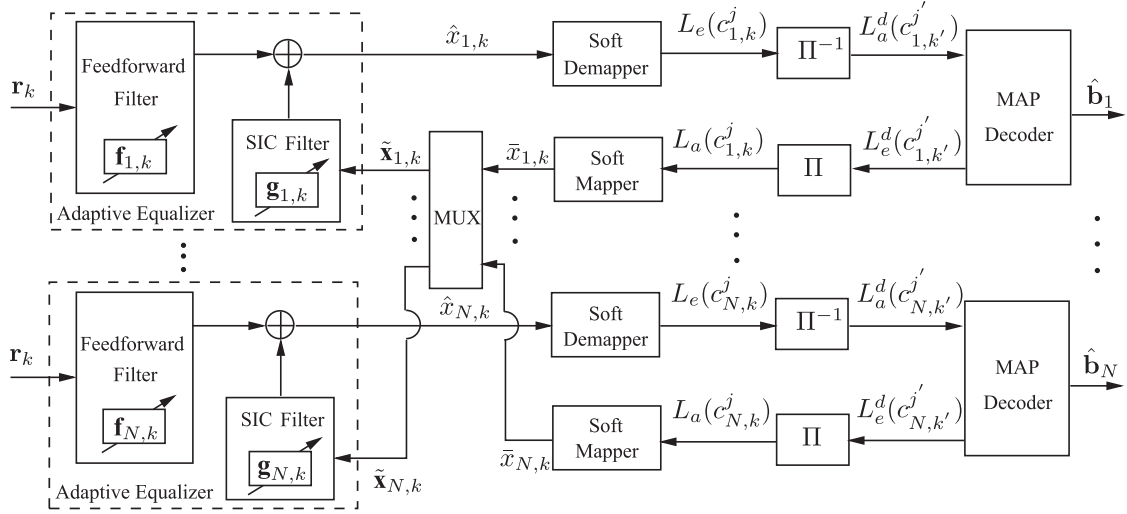 r_k
Feedforward
Filter
f_{1,k}
SIC Filter
g_{1,k}
Adaptive Equalizer
x̂_{1,k}
Soft
Demapper
L_e(c^j_{1,k})
Π^{−1}
L^d_a(c^{j'}_{1,k'})
MAP
Decoder
b̂_1
x̃_{1,k}
MUX
x̄_{1,k}
Soft
Mapper
L_a(c^j_{1,k})
Π
L^d_e(c^{j'}_{1,k'})
r_k
Feedforward
Filter
f_{N,k}
SIC Filter
g_{N,k}
Adaptive Equalizer
x̂_{N,k}
Soft
Demapper
L_e(c^j_{N,k})
Π^{−1}
L^d_a(c^{j'}_{N,k'})
MAP
Decoder
b̂_N
x̃_{N,k}
x̄_{N,k}
Soft
Mapper
L_a(c^j_{N,k})
Π
L^d_e(c^{j'}_{N,k'})